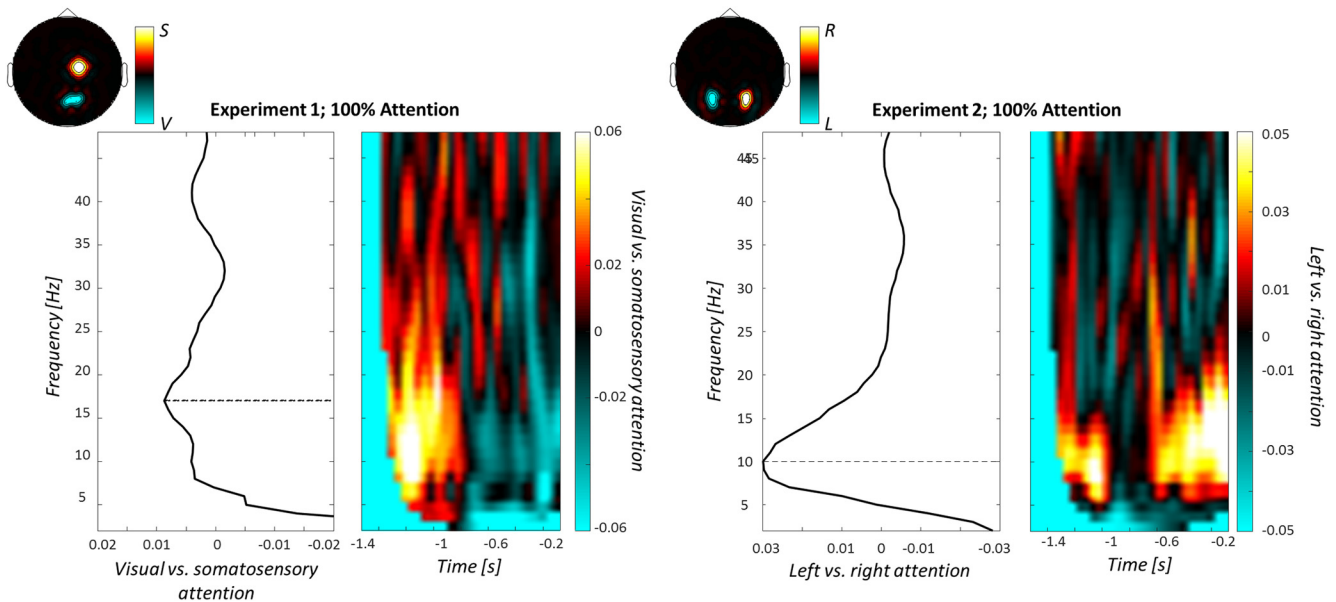 S
V
Experiment 1; 100% Attention
Frequency [Hz]
40
35
30
25
20
15
10
5
0.02 0.01 0 -0.01 -0.02
Visual vs. somatosensory
attention
-1.4 -1 -0.2
Time [s]
0.06
0.02
0
-0.02
-0.06
Visual vs. somatosensory attention
R
L
Experiment 2; 100% Attention
Frequency [Hz]
45
40
35
30
25
20
15
10
5
0.03 0.01 0 -0.01 -0.03
Left vs. right attention
-1.4 -1 -0.2
Time [s]
0.05
0.03
0.01
0
-0.01
-0.03
-0.05
Left vs. right attention